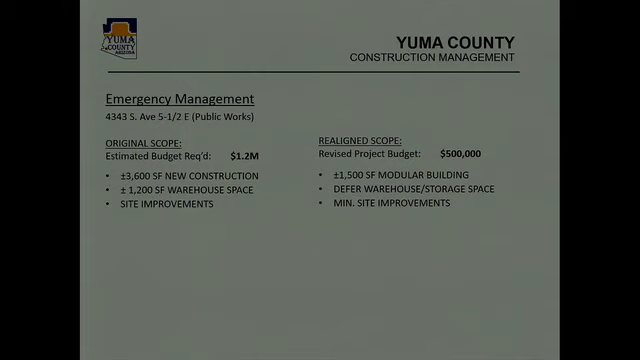 YUMA
COUNTY
ARIZONA
YUMA COUNTY
CONSTRUCTION MANAGEMENT
Emergency Management
4343 S. Ave 5-1/2 E (Public Works)
ORIGINAL SCOPE:
Estimated Budget Req'd: $1.2M
• ±3,600 SF NEW CONSTRUCTION
• ± 1,200 SF WAREHOUSE SPACE
• SITE IMPROVEMENTS
REALIGNED SCOPE:
Revised Project Budget: $500,000
• ±1,500 SF MODULAR BUILDING
• DEFER WAREHOUSE/STORAGE SPACE
• MIN. SITE IMPROVEMENTS